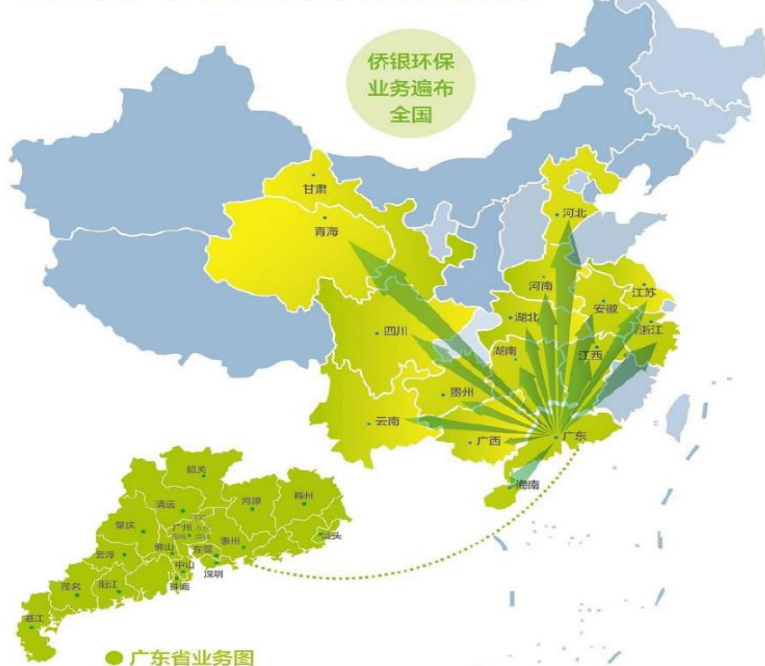 侨银环保
业务遍布
全国
甘肃
青海
河北
河南
江苏
安徽
四川
湖北
浙江
湖南
江西
贵州
云南
广西
广东
海南
韶关
清远
河源
梅州
肇庆
广州
汕头
惠州
云浮
佛山
东莞
中山
深圳
茂名
阳江
珠海
湛江
广东省业务图